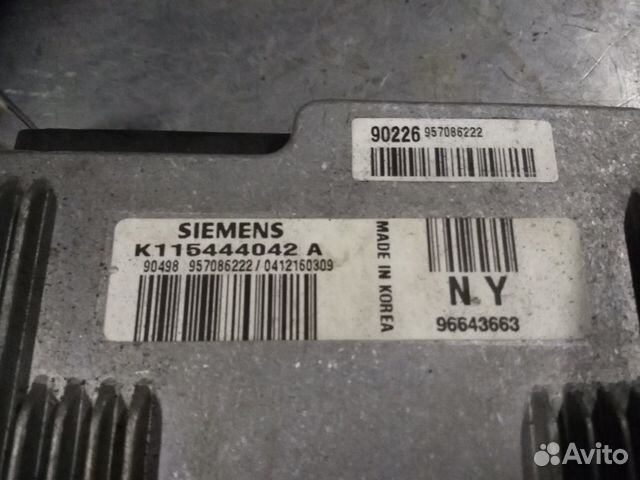 90226 957086222
SIEMENS
K115444042 A
90498 957086222 / 0412160309
MADE IN KOREA
N Y
96643663
Avito